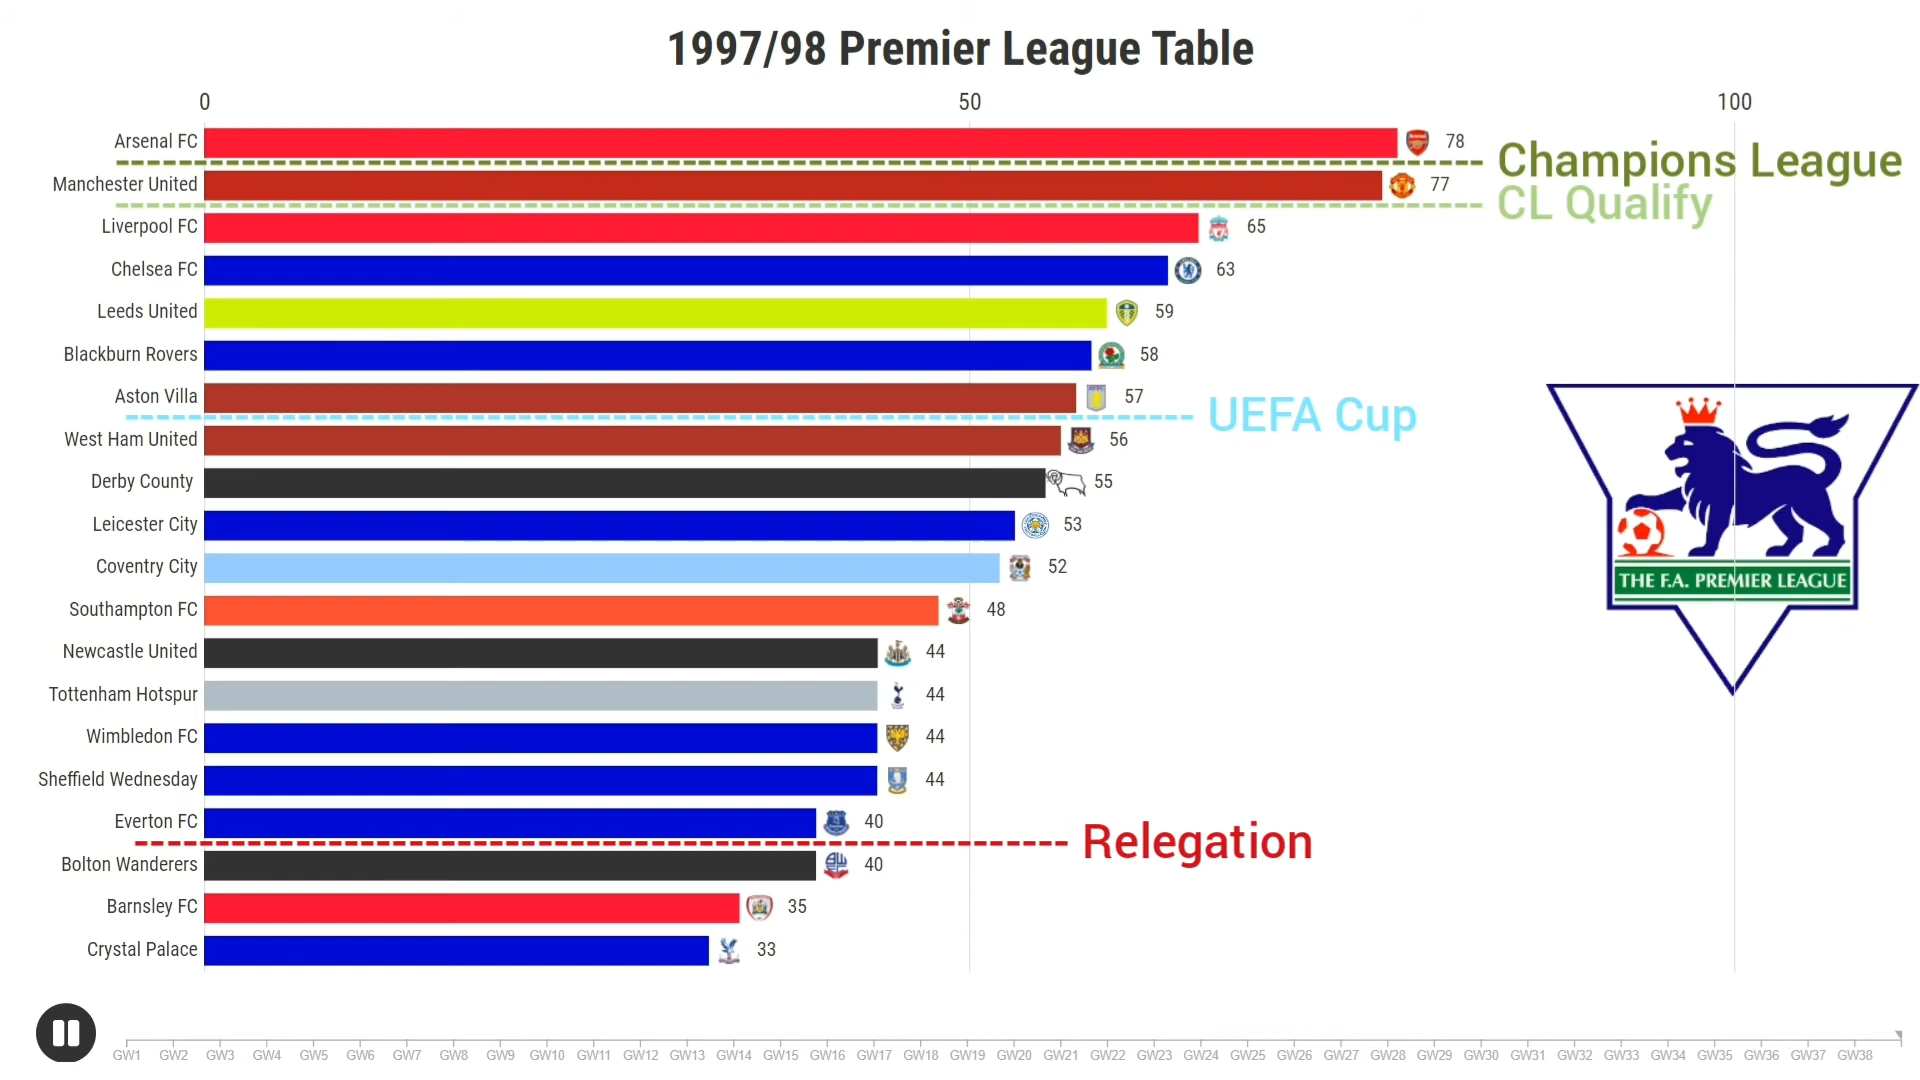 1997/98 Premier League Table
0 50 100
Arsenal FC 78
Champions League
Manchester United 77
CL Qualify
Liverpool FC 65
Chelsea FC 63
Leeds United 59
Blackburn Rovers 58
Aston Villa 57
UEFA Cup
West Ham United 56
Derby County 55
Leicester City 53
Coventry City 52
THE F.A. PREMIER LEAGUE
Southampton FC 48
Newcastle United 44
Tottenham Hotspur 44
Wimbledon FC 44
Sheffield Wednesday 44
Everton FC 40
Relegation
Bolton Wanderers 40
Barnsley FC 35
Crystal Palace 33
GW1 GW2 GW3 GW4 GW5 GW6 GW7 GW8 GW9 GW10 GW11 GW12 GW13 GW14 GW15 GW16 GW17 GW18 GW19 GW20 GW21 GW22 GW23 GW24 GW25 GW26 GW27 GW28 GW29 GW30 GW31 GW32 GW33 GW34 GW35 GW36 GW37 GW38